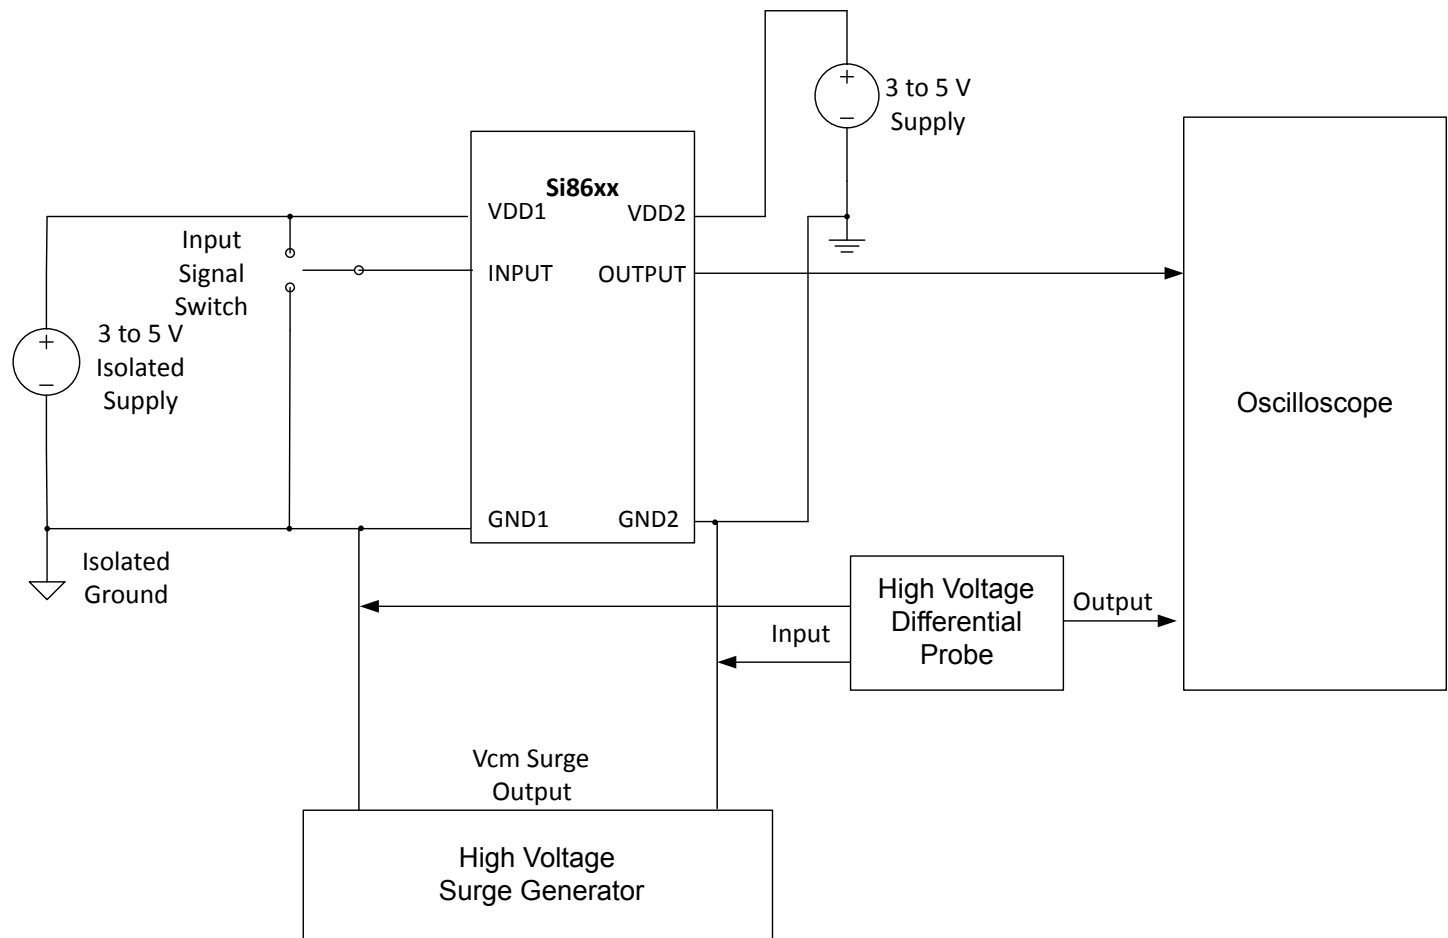 3 to 5 V
Supply
Si86xx
VDD1
VDD2
Input
Signal
Switch
INPUT
OUTPUT
3 to 5 V
Isolated
Supply
Oscilloscope
GND1
GND2
Isolated
Ground
High Voltage
Differential
Probe
Input
Output
Vcm Surge
Output
High Voltage
Surge Generator